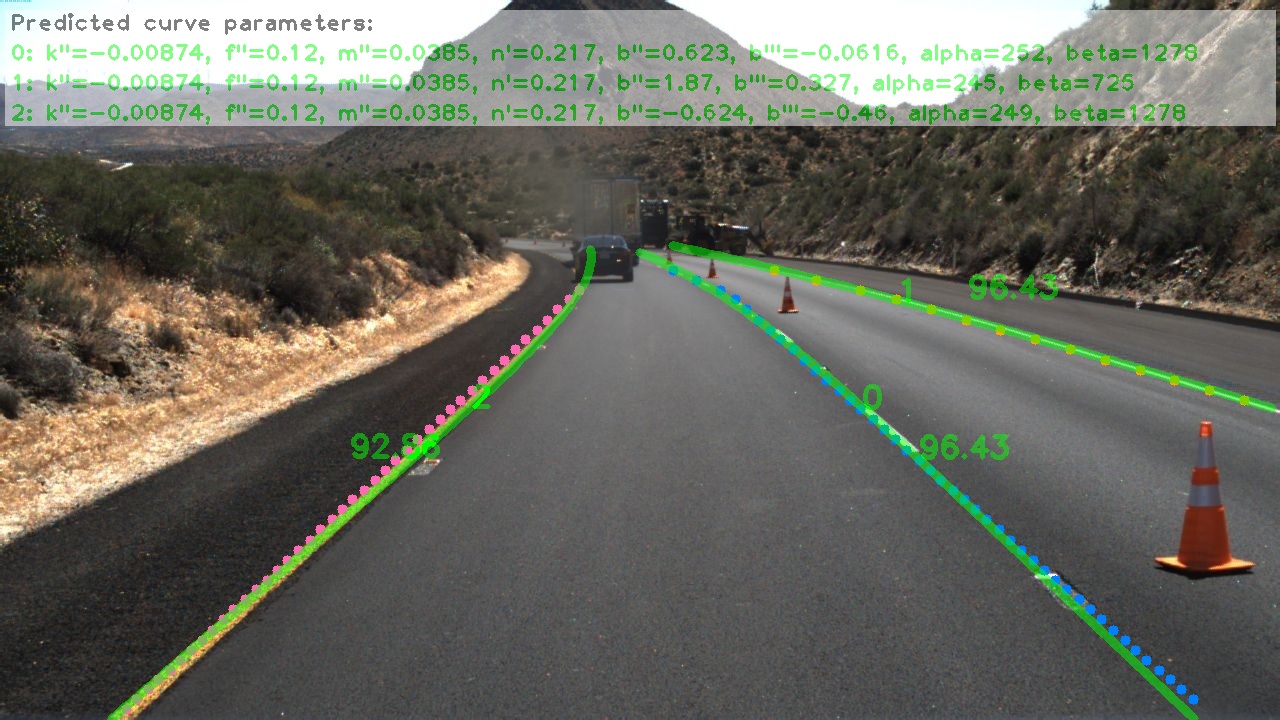 Predicted curve parameters:
0: k''=-0.00874, f''=0.12, m''=0.0385, n'=0.217, b''=0.623, b'''=-0.0616, alpha=252, beta=1278
1: k''=-0.00874, f''=0.12, m''=0.0385, n'=0.217, b''=1.87, b'''=0.327, alpha=245, beta=725
2: k''=-0.00874, f''=0.12, m''=0.0385, n'=0.217, b''=-0.624, b'''=-0.46, alpha=249, beta=1278
1 96.43
2 0
92.86 96.43